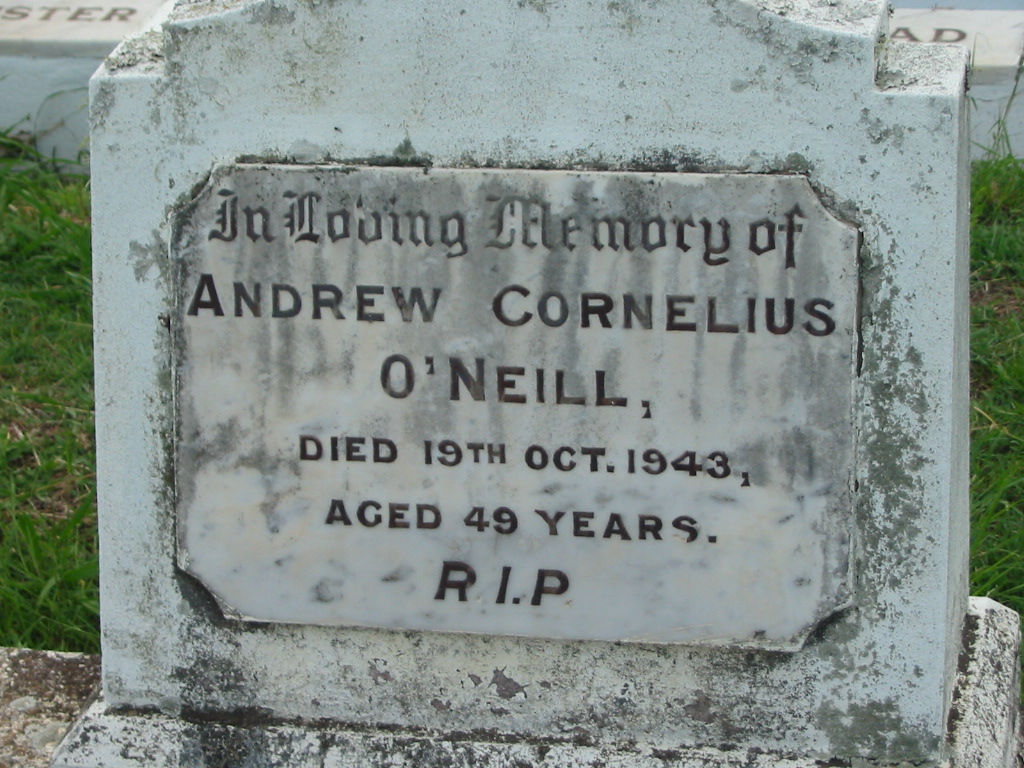 In Loving Memory of
ANDREW CORNELIUS
O'NEILL,
DIED 19TH OCT. 1943,
AGED 49 YEARS.
R.I.P